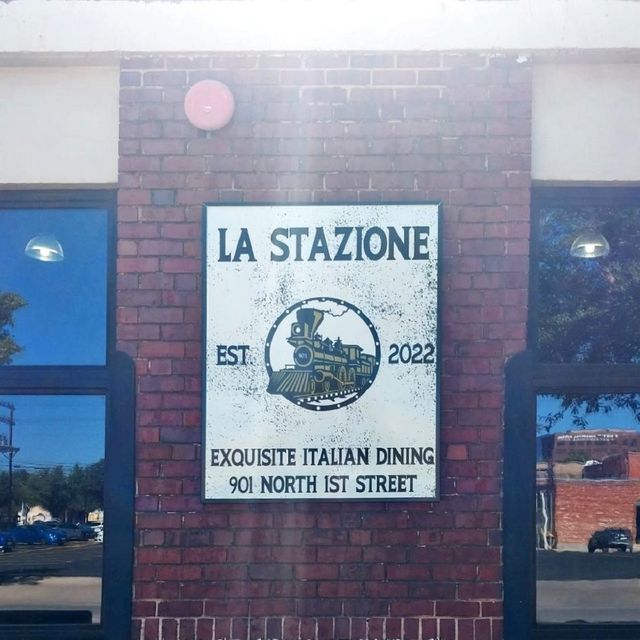 LA STAZIONE
EST 2022
EXQUISITE ITALIAN DINING
901 NORTH 1ST STREET